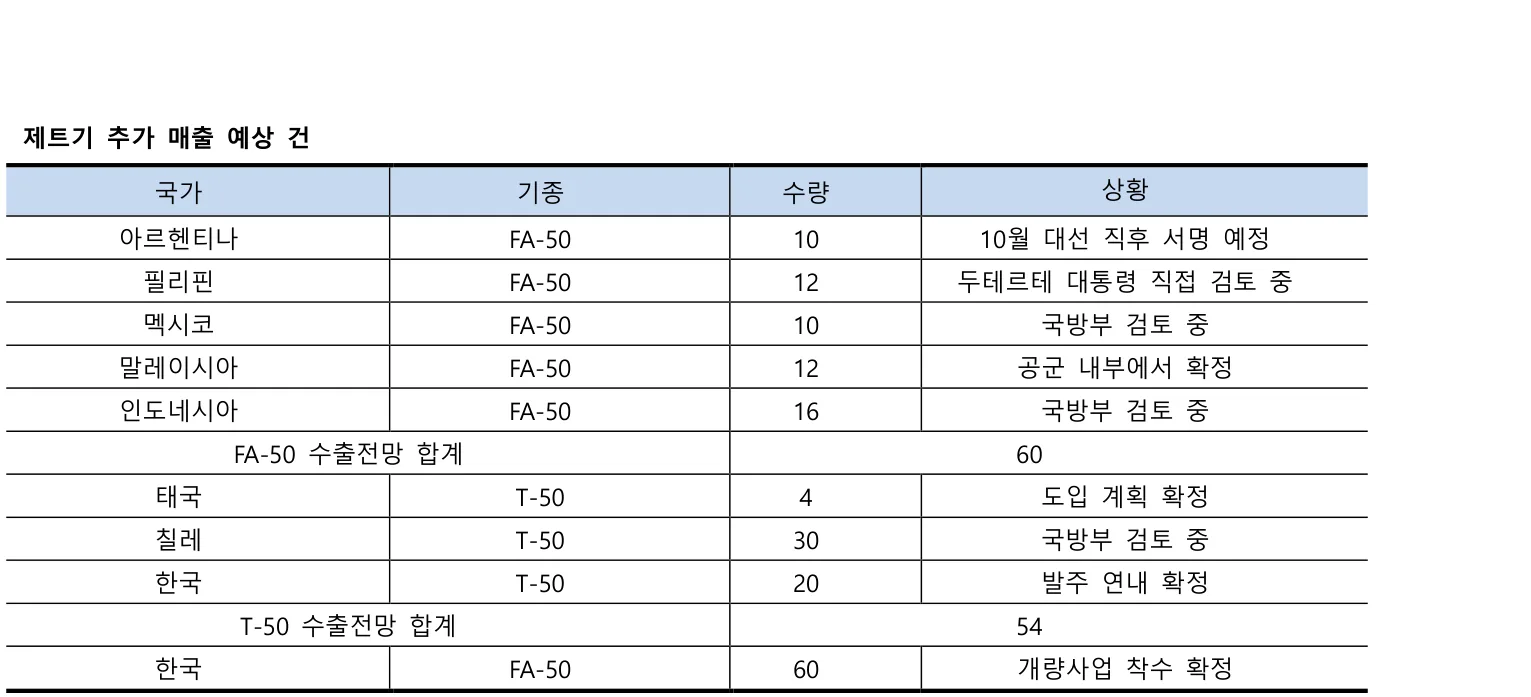 제트기 추가 매출 예상 건
국가 기종 수량 상황
아르헨티나 FA-50 10 10월 대선 직후 서명 예정
필리핀 FA-50 12 두테르테 대통령 직접 검토 중
멕시코 FA-50 10 국방부 검토 중
말레이시아 FA-50 12 공군 내부에서 확정
인도네시아 FA-50 16 국방부 검토 중
FA-50 수출전망 합계 60
태국 T-50 4 도입 계획 확정
칠레 T-50 30 국방부 검토 중
한국 T-50 20 발주 연내 확정
T-50 수출전망 합계 54
한국 FA-50 60 개량사업 착수 확정